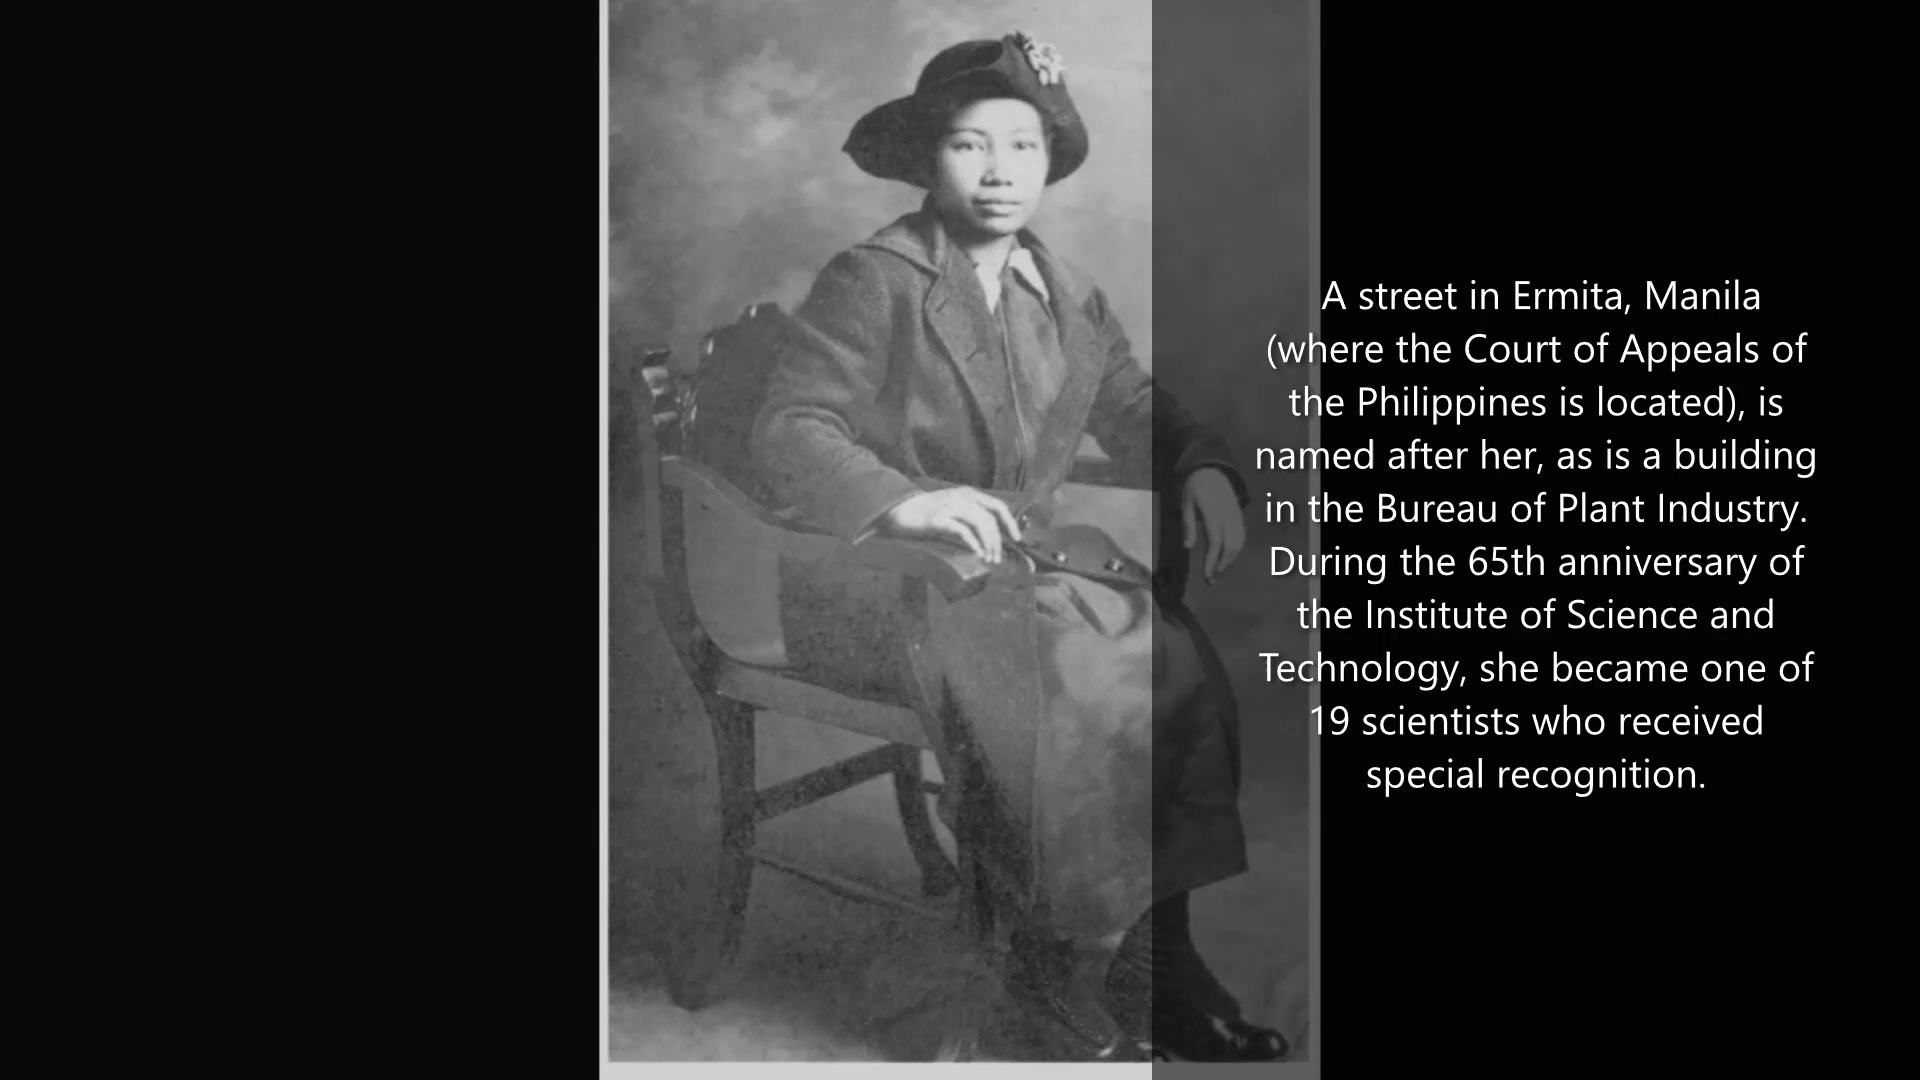 A street in Ermita, Manila
(where the Court of Appeals of
the Philippines is located), is
named after her, as is a building
in the Bureau of Plant Industry.
During the 65th anniversary of
the Institute of Science and
Technology, she became one of
19 scientists who received
special recognition.